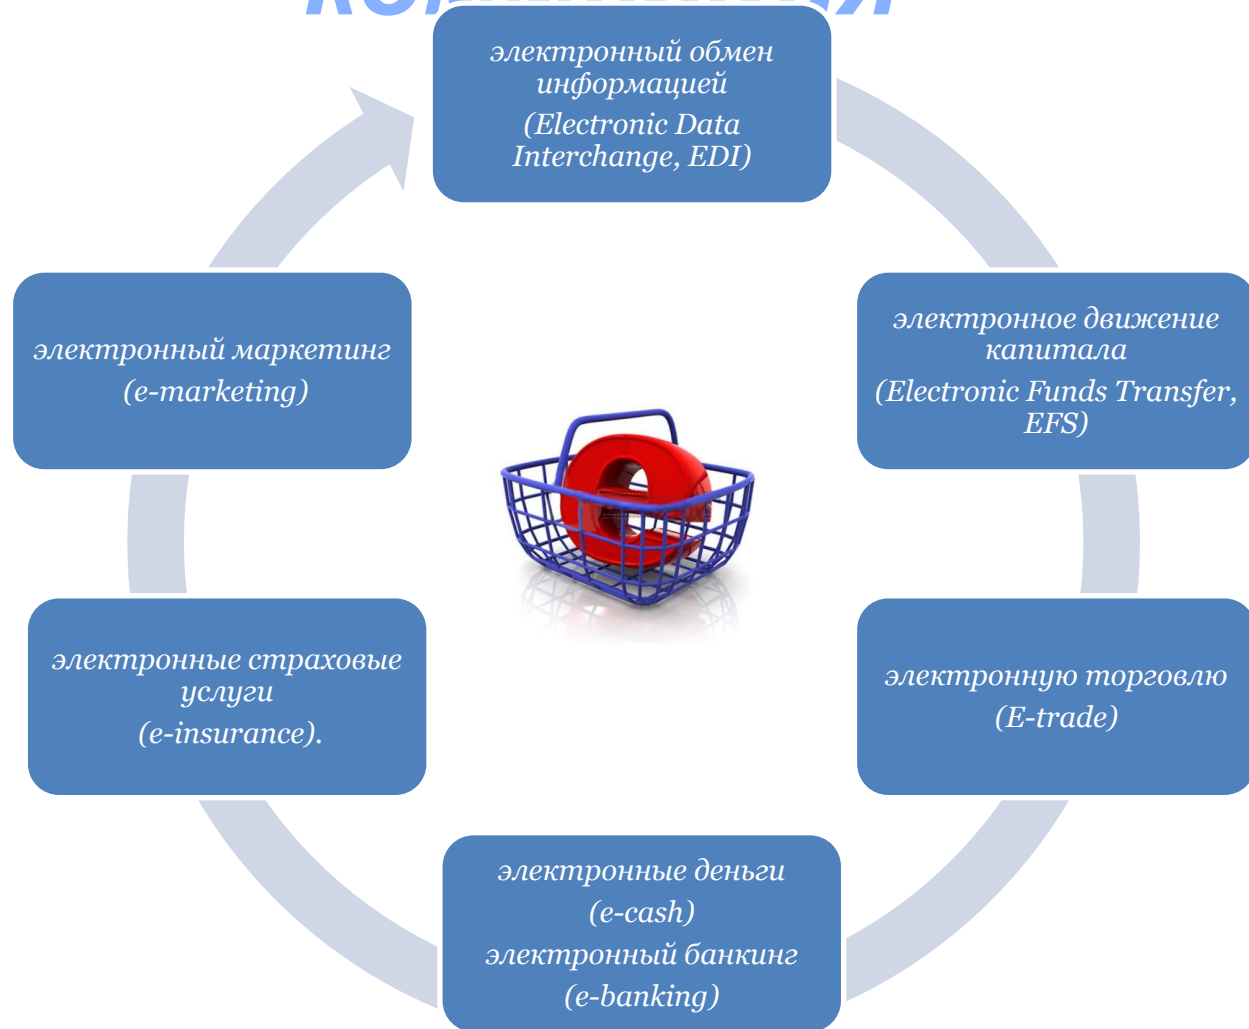 электронный обмен
информацией
(Electronic Data
Interchange, EDI)
электронное движение
капитала
(Electronic Funds Transfer,
EFS)
электронную торговлю
(E-trade)
электронные деньги
(e-cash)
электронный банкинг
(e-banking)
электронные страховые
услуги
(e-insurance).
электронный маркетинг
(e-marketing)
e